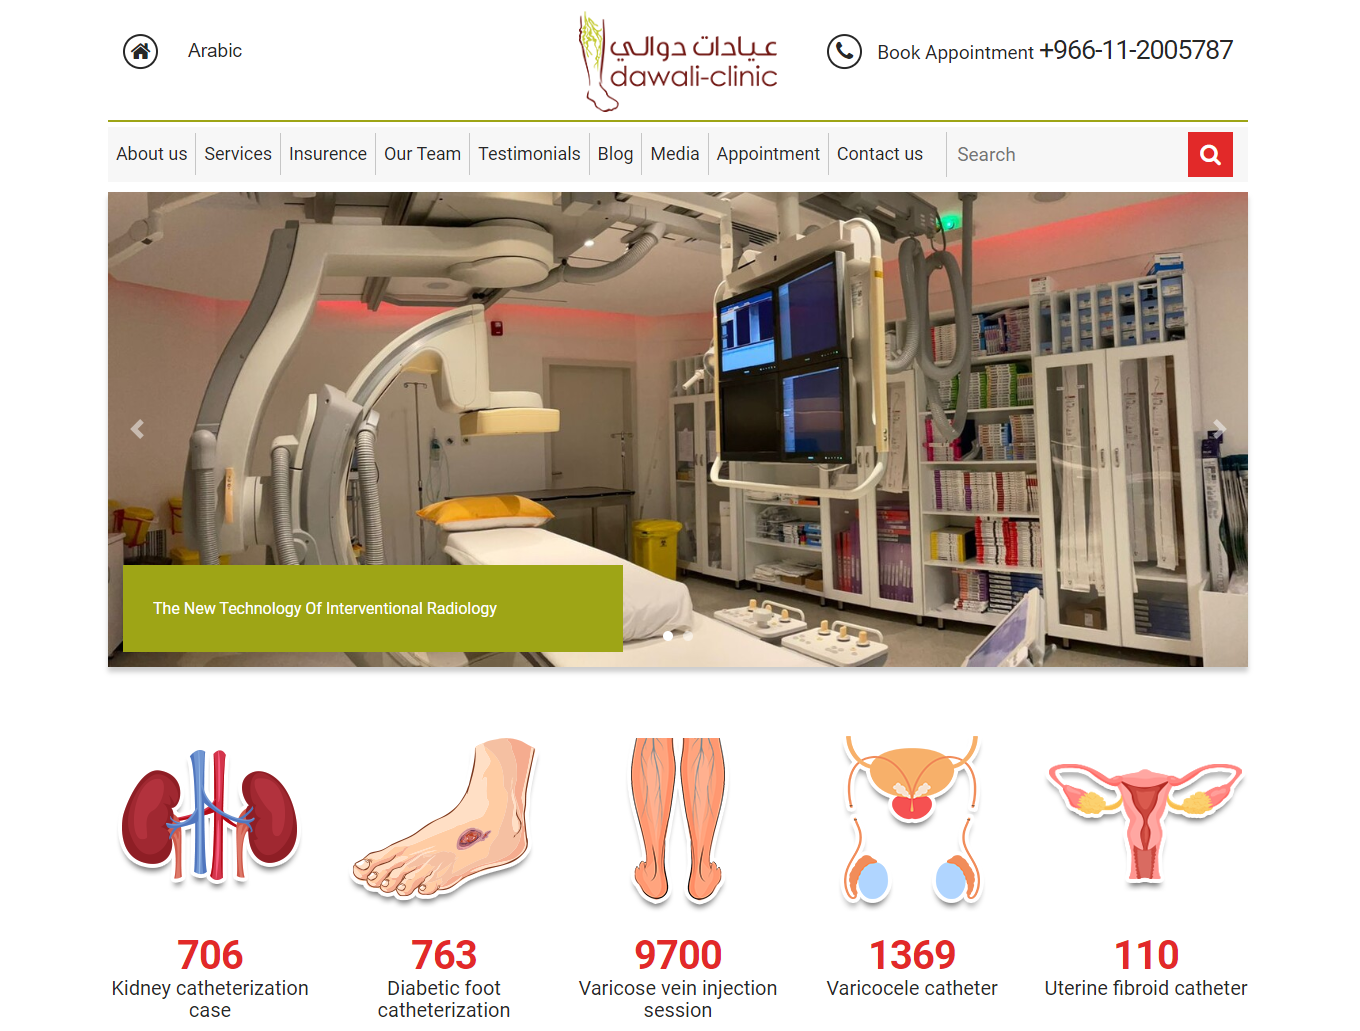 Arabic
عيادات دوالي
dawali-clinic
Book Appointment +966-11-2005787
About us
Services
Insurence
Our Team
Testimonials
Blog
Media
Appointment
Contact us
Search
The New Technology Of Interventional Radiology
706
Kidney catheterization
case
763
Diabetic foot
catheterization
9700
Varicose vein injection
session
1369
Varicocele catheter
110
Uterine fibroid catheter